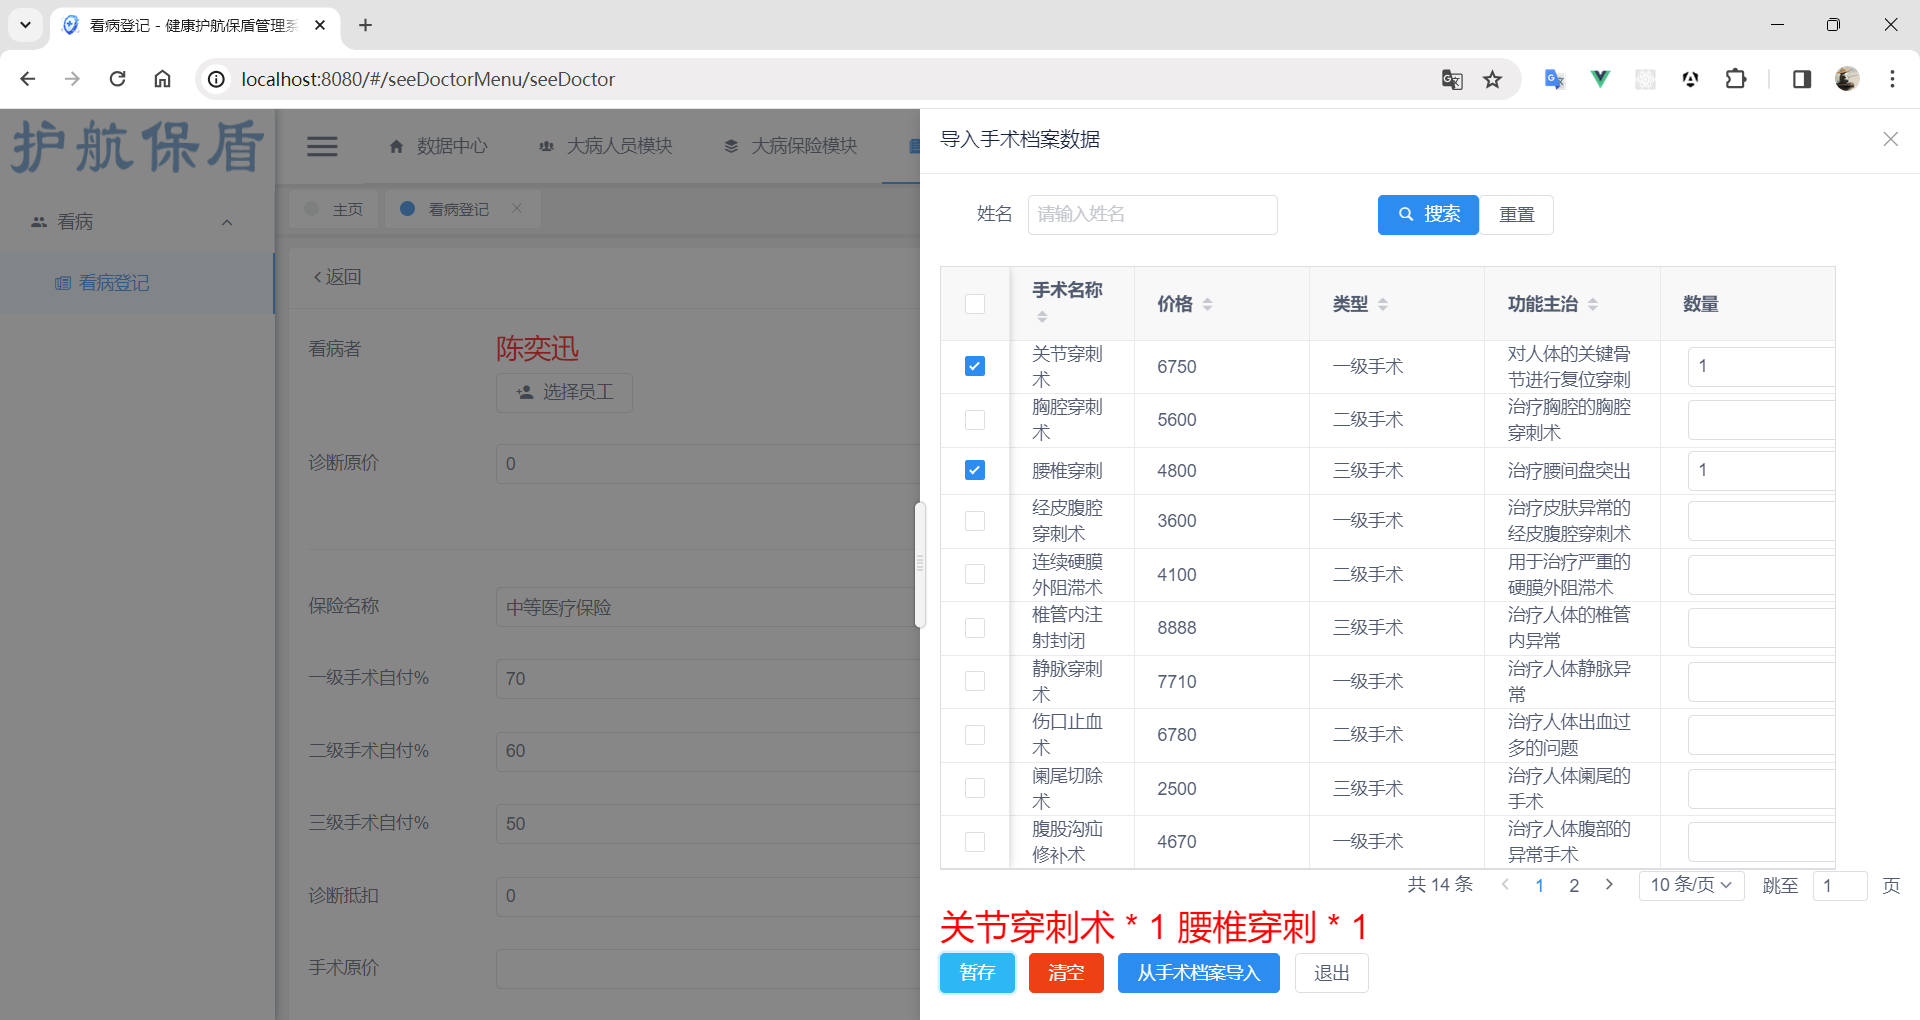 看病登记 - 健康护航保盾管理系
localhost:8080/#/seeDoctorMenu/seeDoctor
护航保盾
数据中心
大病人员模块
大病保险模块
看病
看病登记
主页
看病登记
返回
看病者
陈奕迅
选择员工
诊断原价
0
保险名称
中等医疗保险
一级手术自付%
70
二级手术自付%
60
三级手术自付%
50
诊断抵扣
0
手术原价
导入手术档案数据
姓名 请输入姓名 搜索 重置
手术名称 价格 类型 功能主治 数量
关节穿刺术 6750 一级手术 对人体的关键骨节进行复位穿刺 1
胸腔穿刺术 5600 二级手术 治疗胸腔的胸腔穿刺术
腰椎穿刺 4800 三级手术 治疗腰间盘突出 1
经皮腹腔穿刺术 3600 一级手术 治疗皮肤异常的经皮腹腔穿刺术
连续硬膜外阻滞术 4100 二级手术 用于治疗严重的硬膜外阻滞术
椎管内注射封闭 8888 三级手术 治疗人体的椎管内异常
静脉穿刺术 7710 一级手术 治疗人体静脉异常
伤口止血术 6780 二级手术 治疗人体出血过多的问题
阑尾切除术 2500 三级手术 治疗人体阑尾的手术
腹股沟疝修补术 4670 一级手术 治疗人体腹部的异常手术
共 14 条 1 2 10 条/页 跳至 1 页
关节穿刺术 * 1 腰椎穿刺 * 1
暂存 清空 从手术档案导入 退出